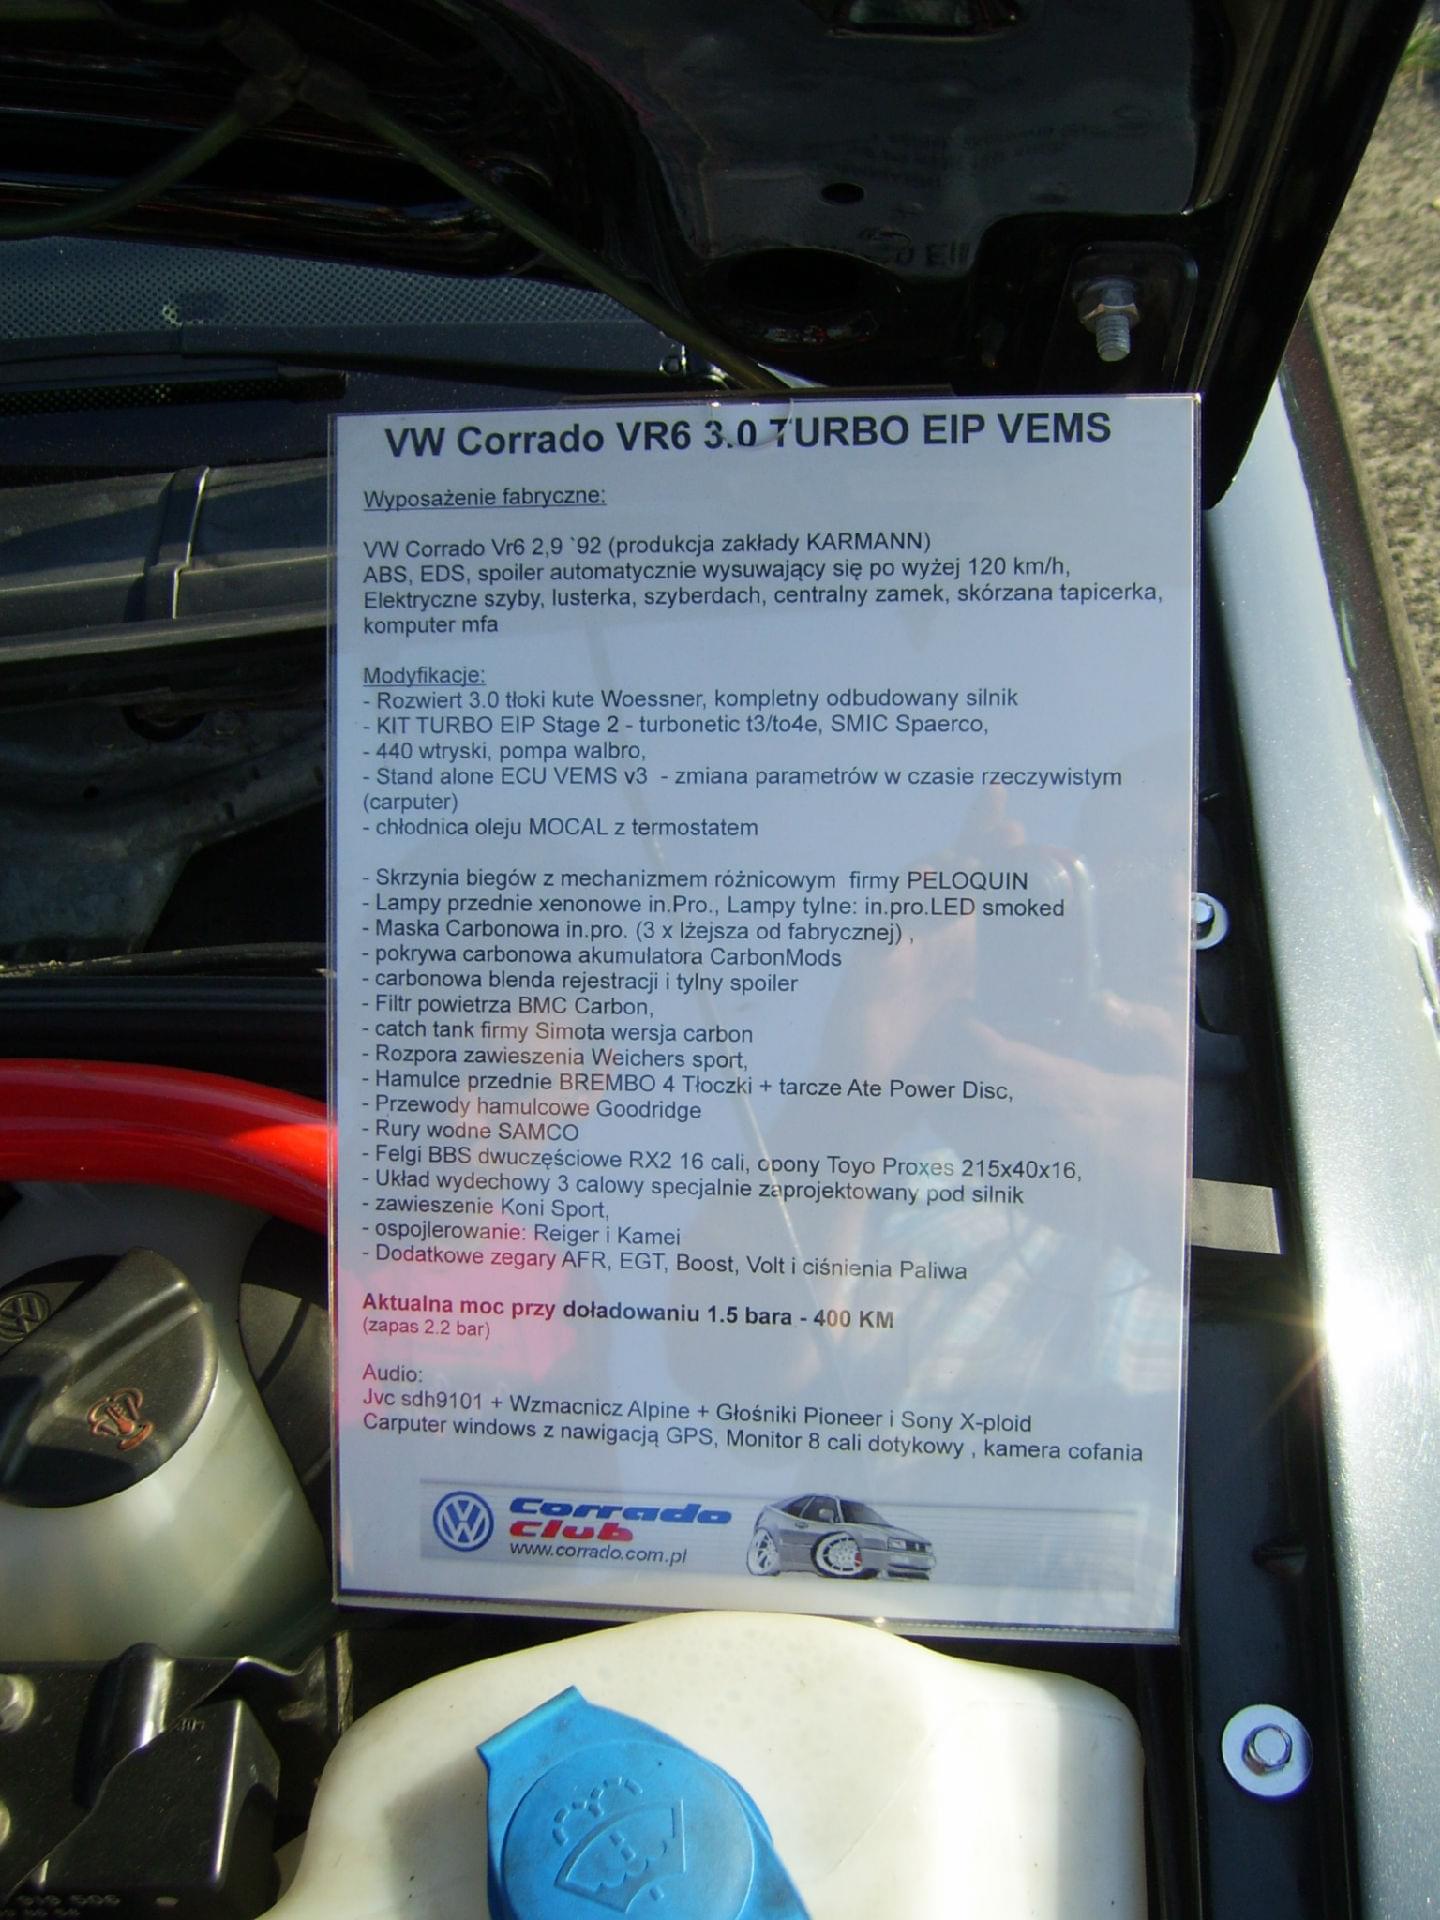 VW Corrado VR6 3.0 TURBO EIP VEMS
Wyposażenie fabryczne:
VW Corrado Vr6 2,9 `92 (produkcja zakłady KARMANN)
ABS, EDS, spoiler automatycznie wysuwający się po wyżej 120 km/h,
Elektryczne szyby, lusterka, szyberdach, centralny zamek, skórzana tapicerka,
komputer mfa
Modyfikacje:
- Rozwiert 3.0 tłoki kute Woessner, kompletny odbudowany silnik
- KIT TURBO EIP Stage 2 - turbonetic t3/to4e, SMIC Spaerco,
- 440 wtryski, pompa walbro,
- Stand alone ECU VEMS v3 - zmiana parametrów w czasie rzeczywistym
(carputer)
- chłodnica oleju MOCAL z termostatem
- Skrzynia biegów z mechanizmem różnicowym firmy PELOQUIN
- Lampy przednie xenonowe in.Pro., Lampy tylne: in.pro.LED smoked
- Maska Carbonowa in.pro. (3 x lżejsza od fabrycznej) ,
- pokrywa carbonowa akumulatora CarbonMods
- carbonowa blenda rejestracji i tylny spoiler
- Filtr powietrza BMC Carbon,
- catch tank firmy Simota wersja carbon
- Rozpora zawieszenia Weichers sport,
- Hamulce przednie BREMBO 4 Tłoczki + tarcze Ate Power Disc,
- Przewody hamulcowe Goodridge
- Rury wodne SAMCO
- Felgi BBS dwuczęściowe RX2 16 cali, opony Toyo Proxes 215x40x16,
- Układ wydechowy 3 calowy specjalnie zaprojektowany pod silnik
- zawieszenie Koni Sport,
- ospojlerowanie: Reiger i Kamei
- Dodatkowe zegary AFR, EGT, Boost, Volt i ciśnienia Paliwa
Aktualna moc przy doładowaniu 1.5 bara - 400 KM
(zapas 2.2 bar)
Audio:
Jvc sdh9101 + Wzmacnicz Alpine + Głośniki Pioneer i Sony X-ploid
Carputer windows z nawigacją GPS, Monitor 8 cali dotykowy , kamera cofania
Corrado
Club
www.corrado.com.pl